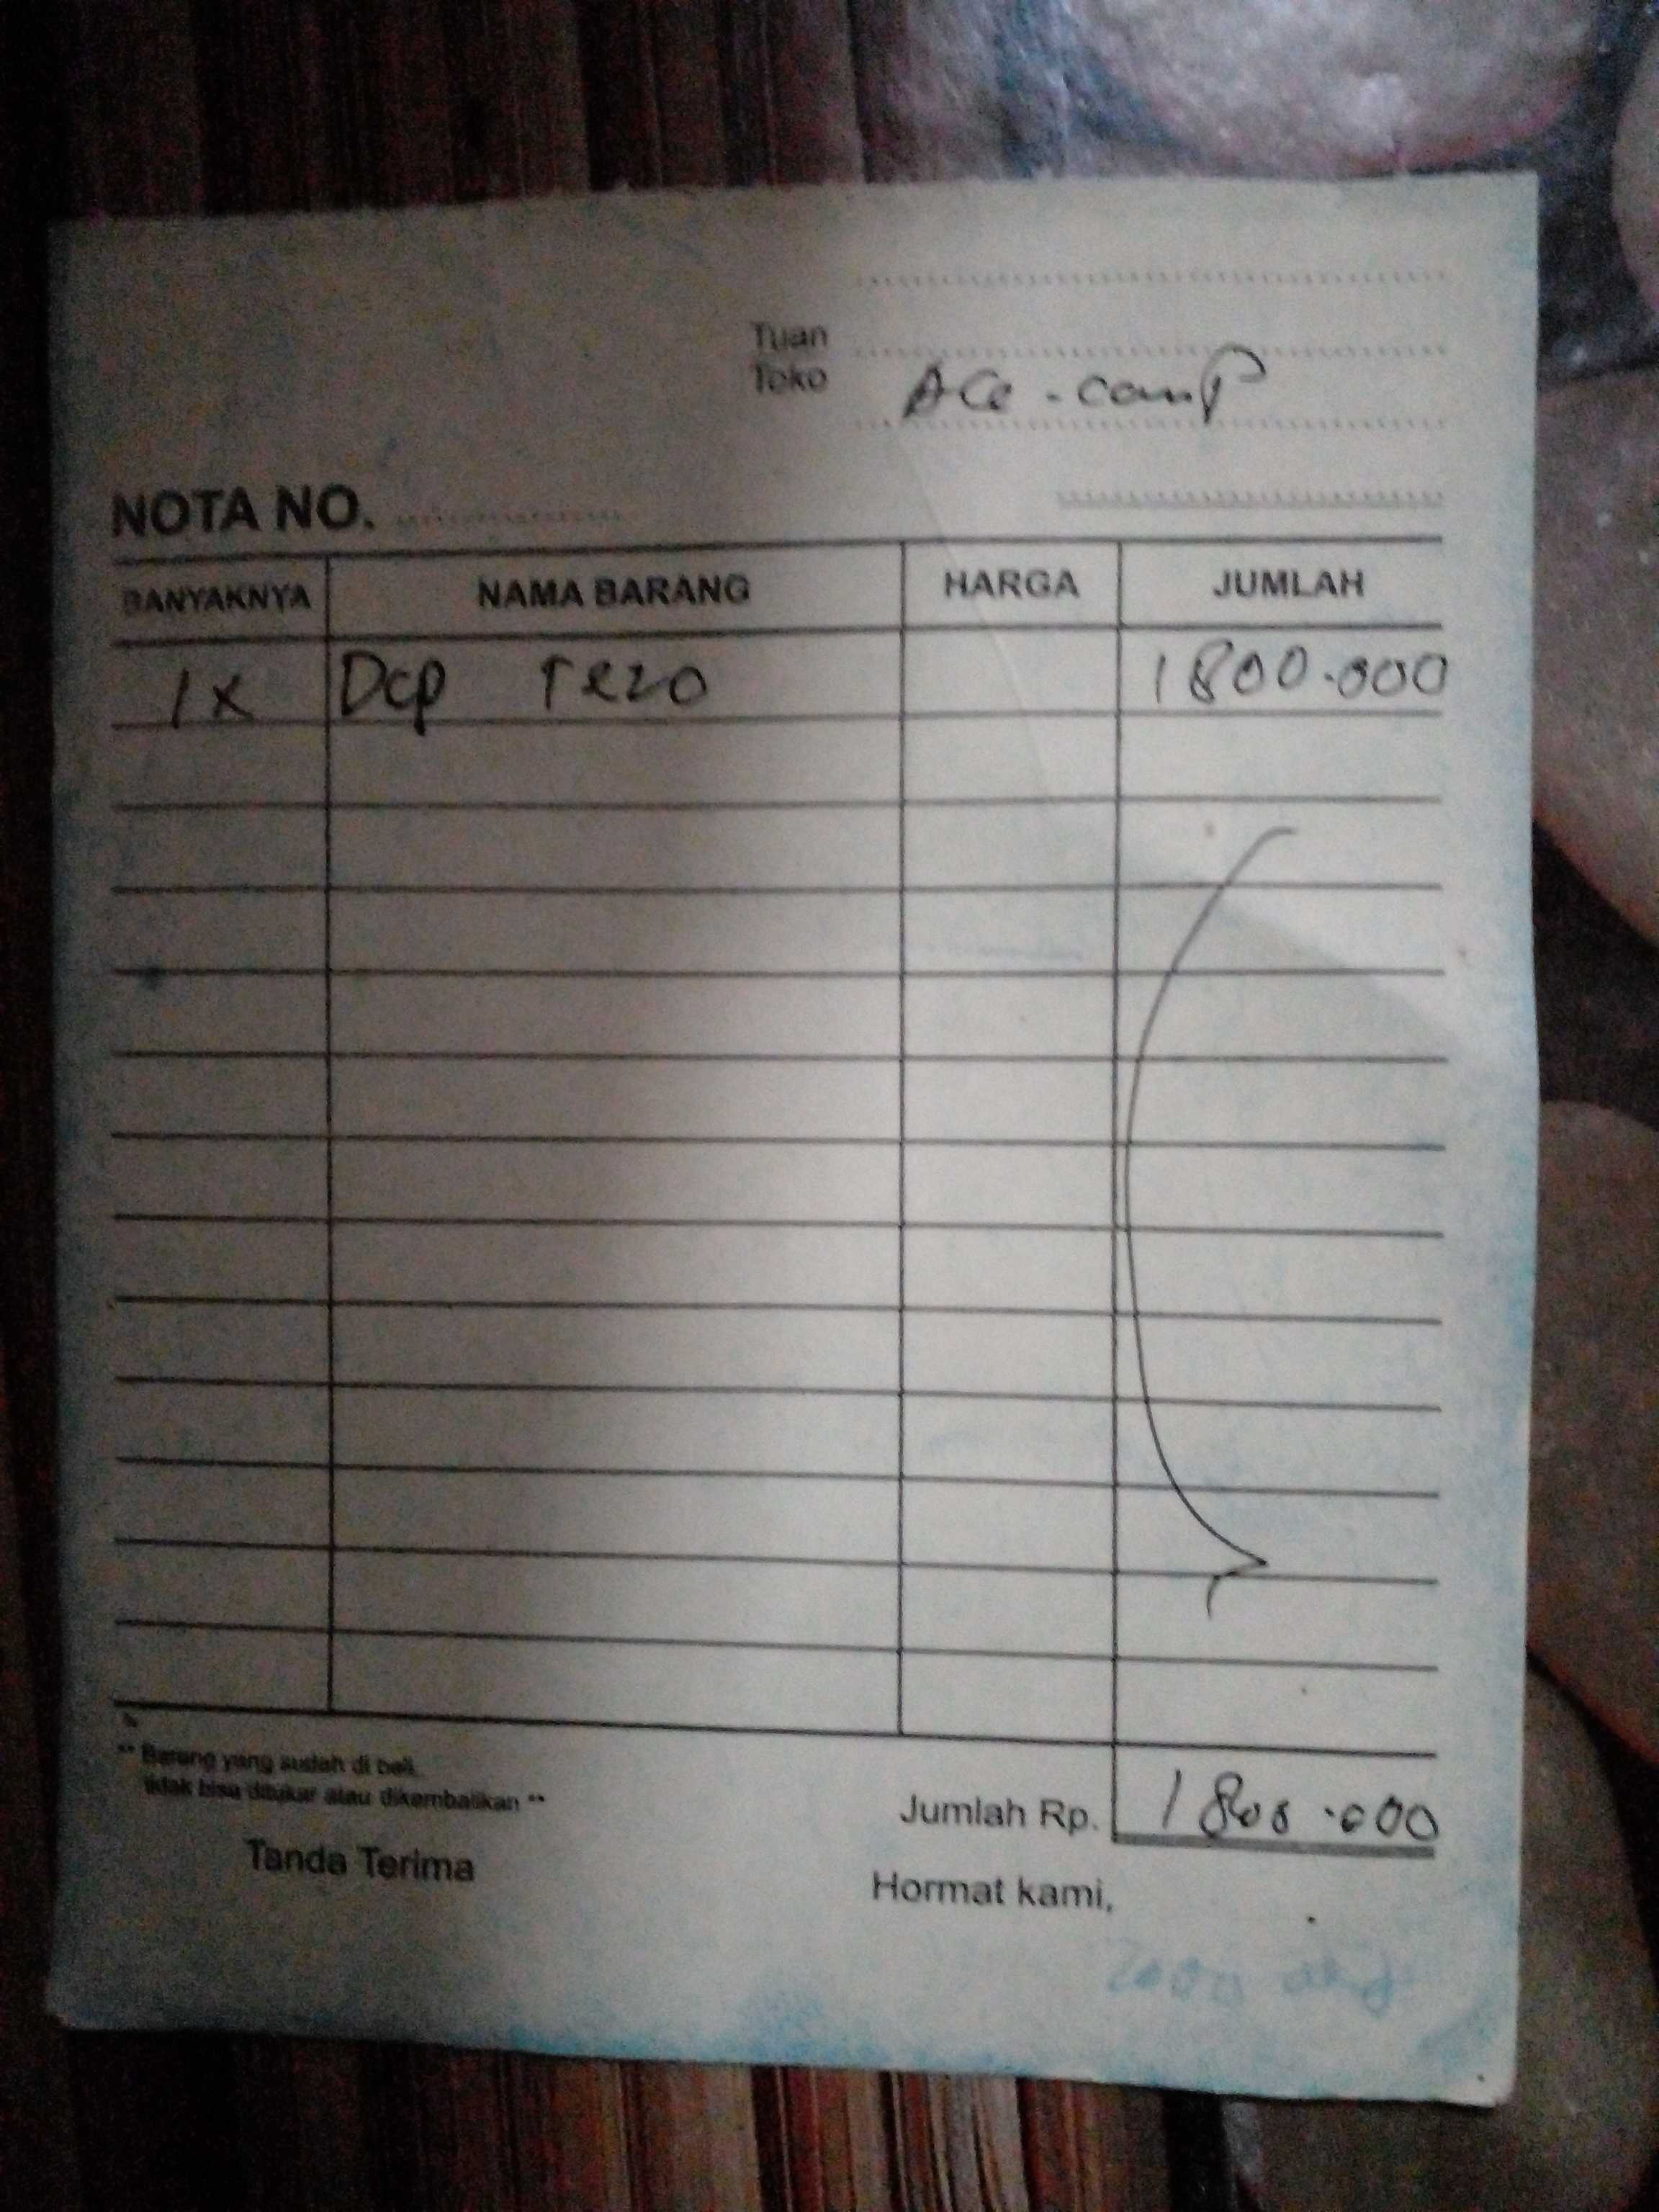 Tuan
Toko Ace - comp
NOTA NO.
BANYAKNYA NAMA BARANG HARGA JUMLAH
1x Dcp T220 1800.000
** Barang yang sudah di beli
tidak bisa ditukar atau dikembalikan **
Jumlah Rp. 1800.000
Tanda Terima
Hormat kami,